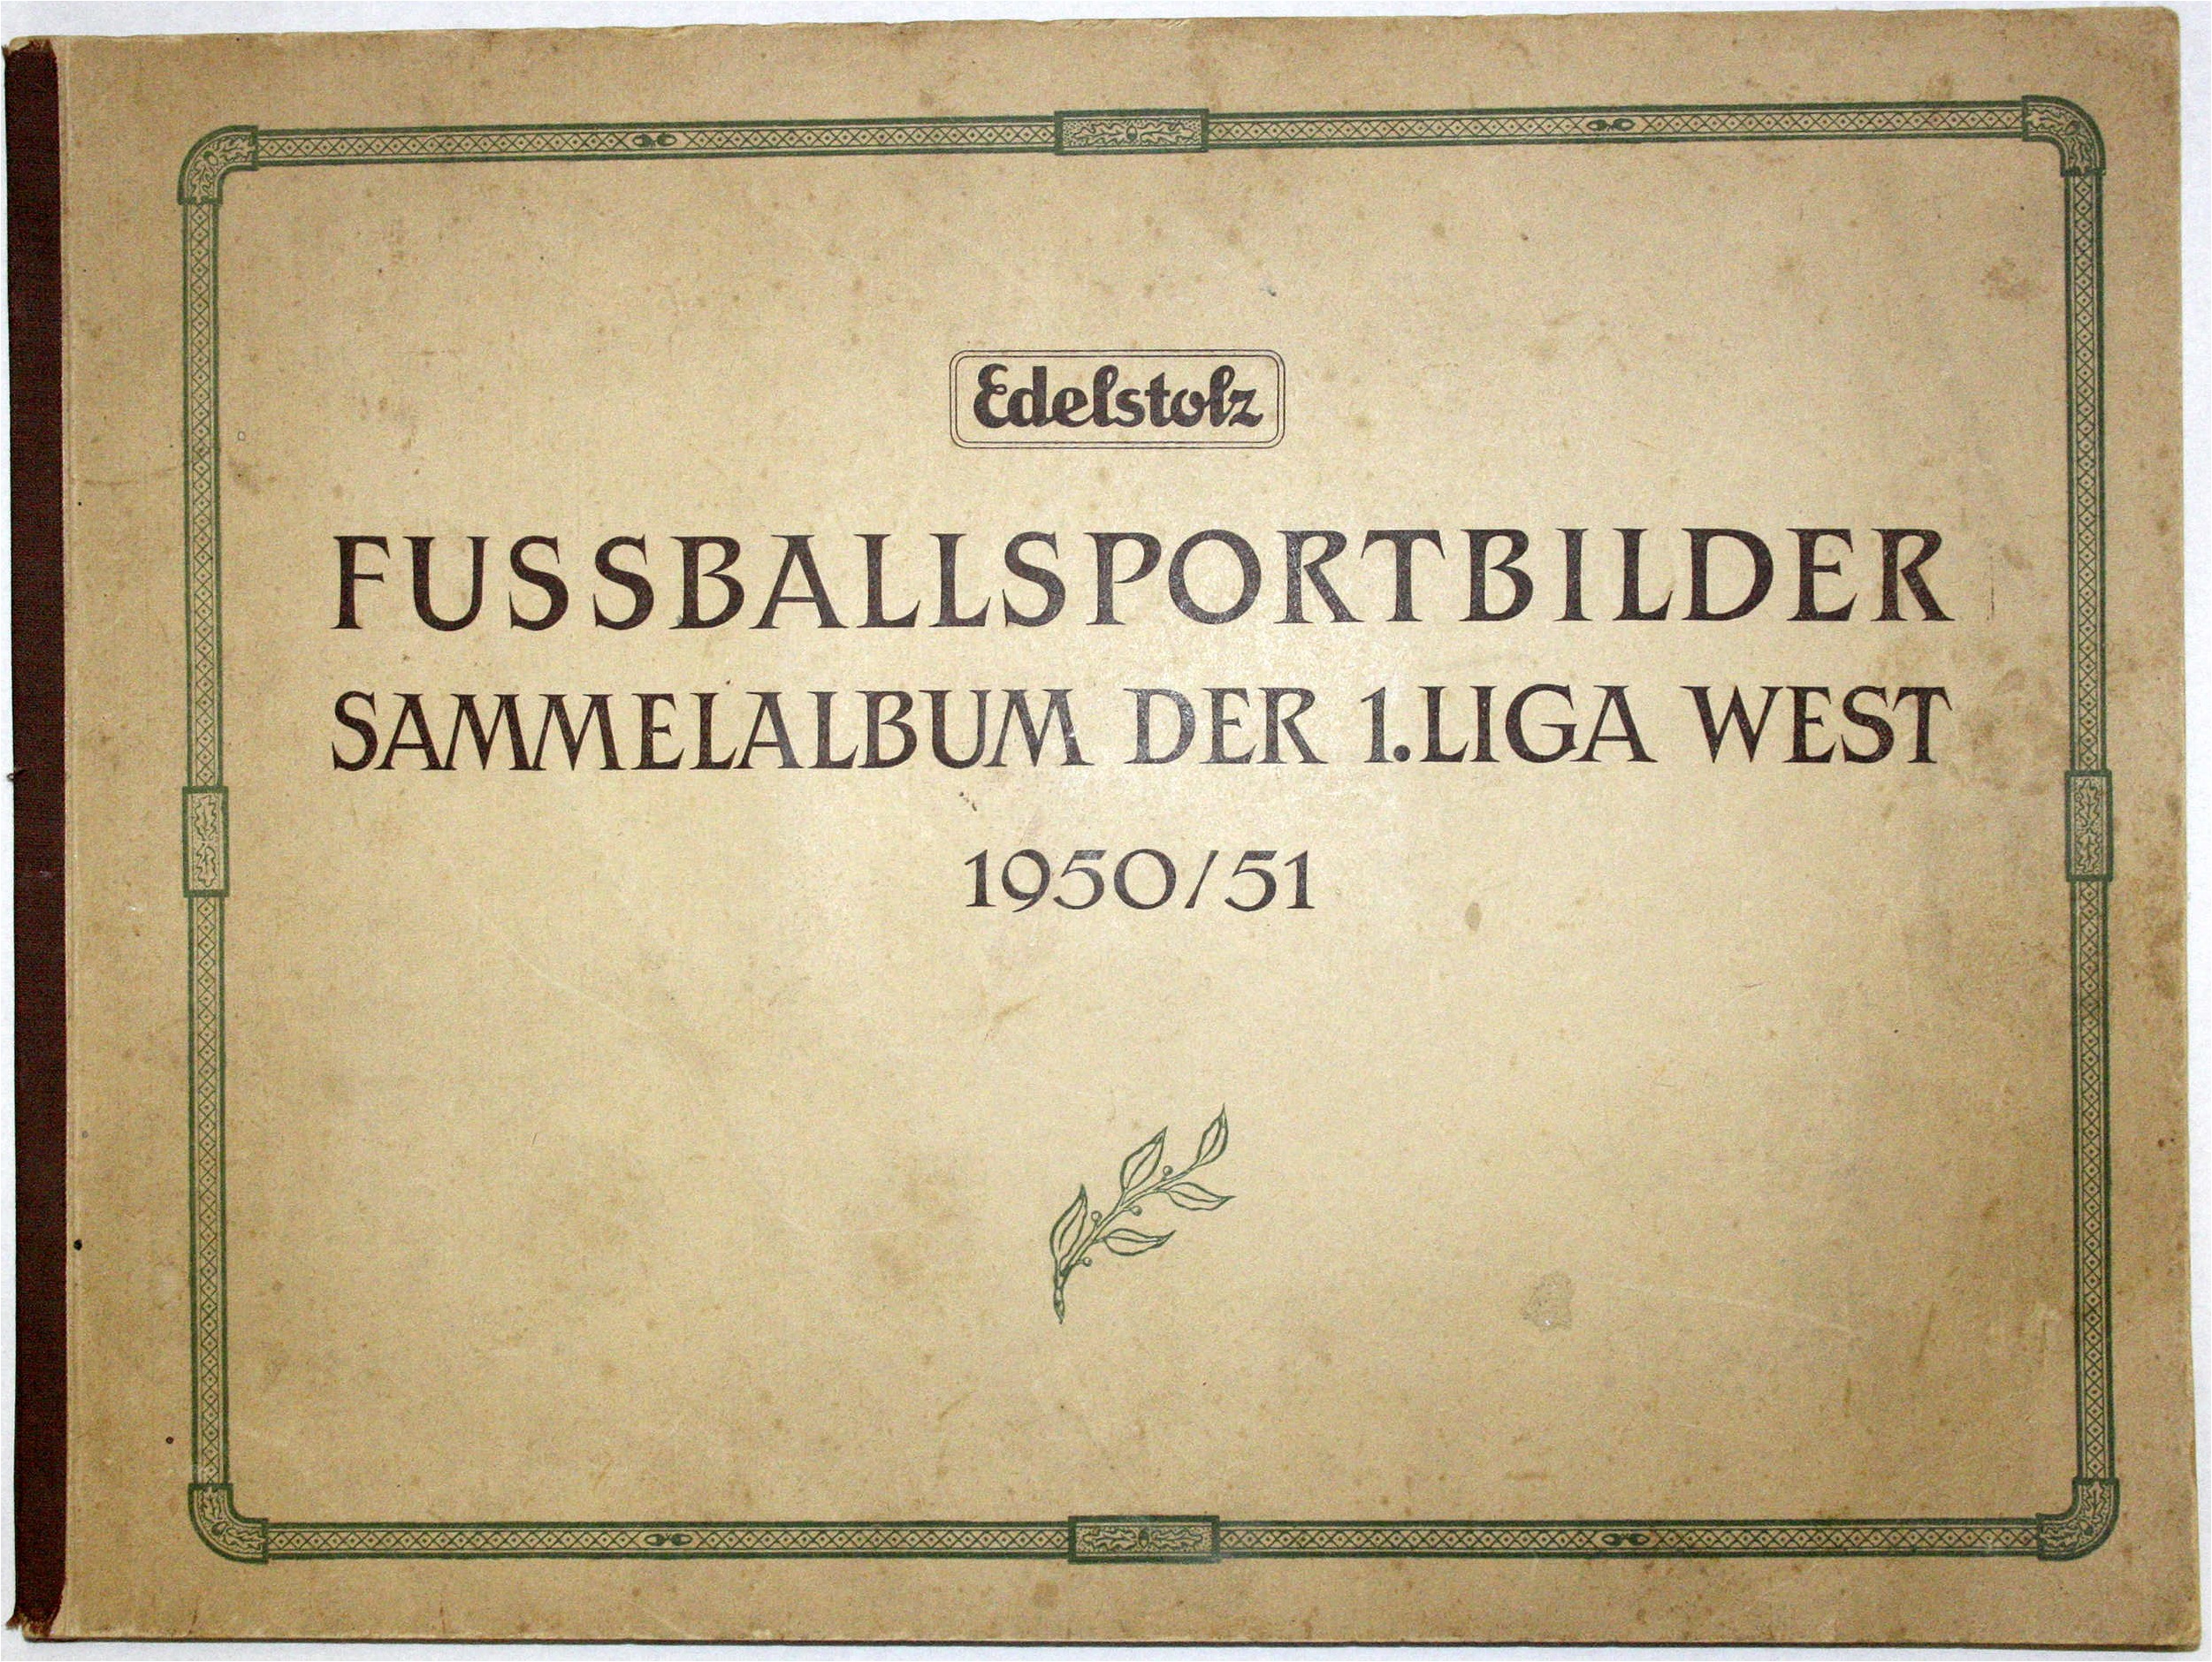 Edelstolz
FUSSBALLSPORTBILDER
SAMMELALBUM DER 1. LIGA WEST
1950/51